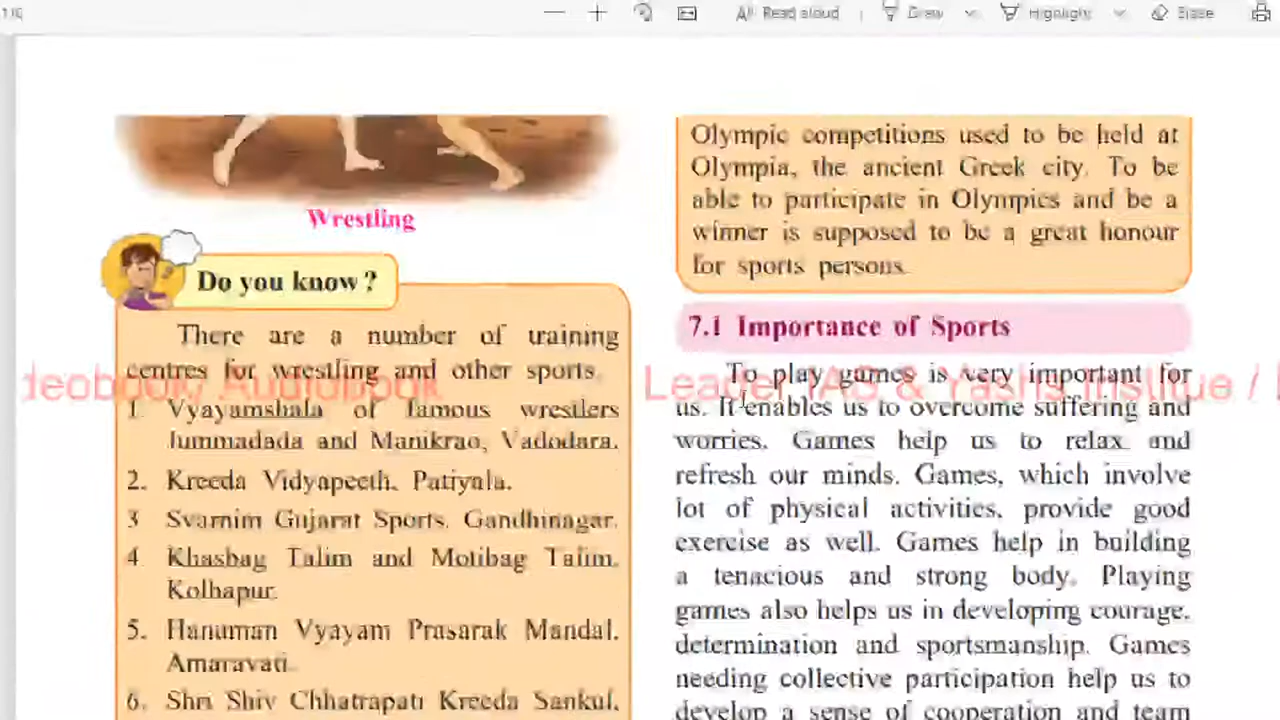 Read aloud
Draw
Highlight
Erase
Wrestling
Do you know ?
There are a number of training
centres for wrestling and other sports.
1. Vyayamshala of famous wrestlers
Jummadada and Manikrao, Vadodara.
2. Kreeda Vidyapeeth, Patiyala.
3. Svarnim Gujarat Sports, Gandhinagar.
4. Khasbag Talim and Motibag Talim,
Kolhapur.
5. Hanuman Vyayam Prasarak Mandal,
Amaravati.
6. Shri Shiv Chhatrapati Kreeda Sankul,
Olympic competitions used to be held at
Olympia, the ancient Greek city. To be
able to participate in Olympics and be a
winner is supposed to be a great honour
for sports persons.
7.1 Importance of Sports
To play games is very important for
us. It enables us to overcome suffering and
worries. Games help us to relax and
refresh our minds. Games, which involve
lot of physical activities, provide good
exercise as well. Games help in building
a tenacious and strong body. Playing
games also helps us in developing courage,
determination and sportsmanship. Games
needing collective participation help us to
develop a sense of cooperation and team
deobook/ Audiobook
Leader IAS & Yashs Institue /